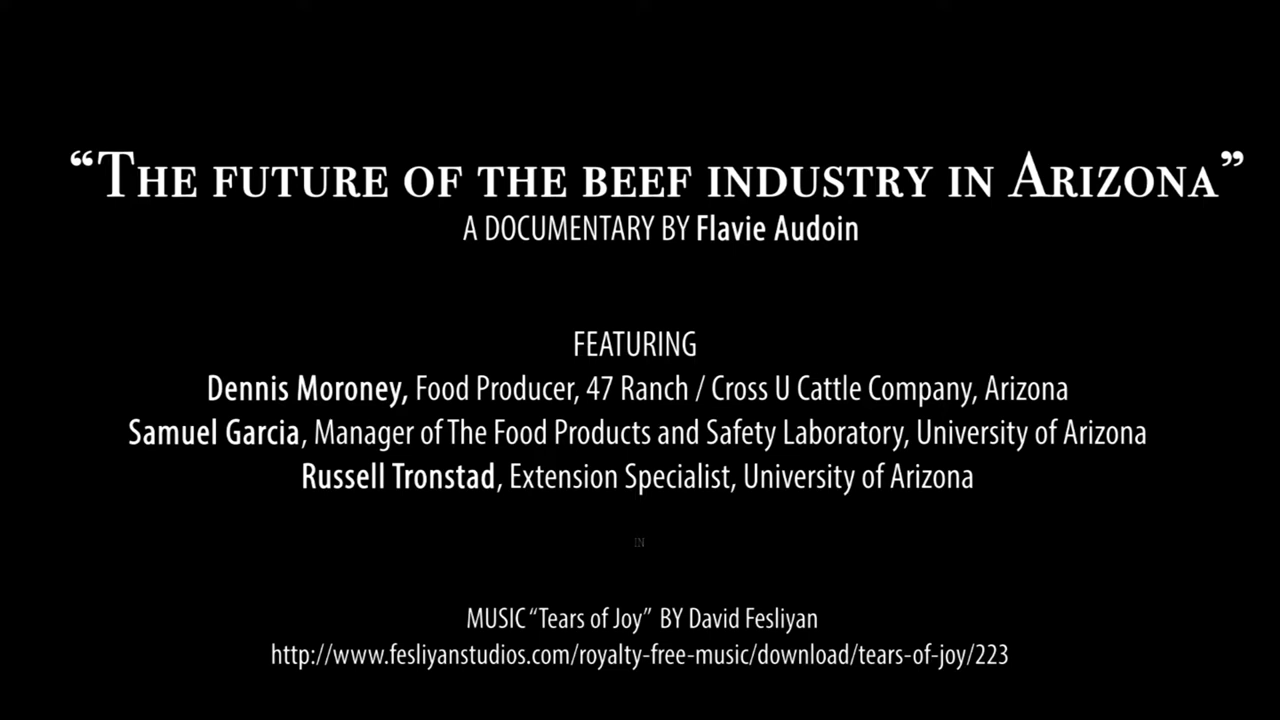 “The future of the beef industry in Arizona”
A DOCUMENTARY BY Flavie Audoin
FEATURING
Dennis Moroney, Food Producer, 47 Ranch / Cross U Cattle Company, Arizona
Samuel Garcia, Manager of The Food Products and Safety Laboratory, University of Arizona
Russell Tronstad, Extension Specialist, University of Arizona
IN
MUSIC “Tears of Joy” BY David Fesliyan
http://www.fesliyanstudios.com/royalty-free-music/download/tears-of-joy/223